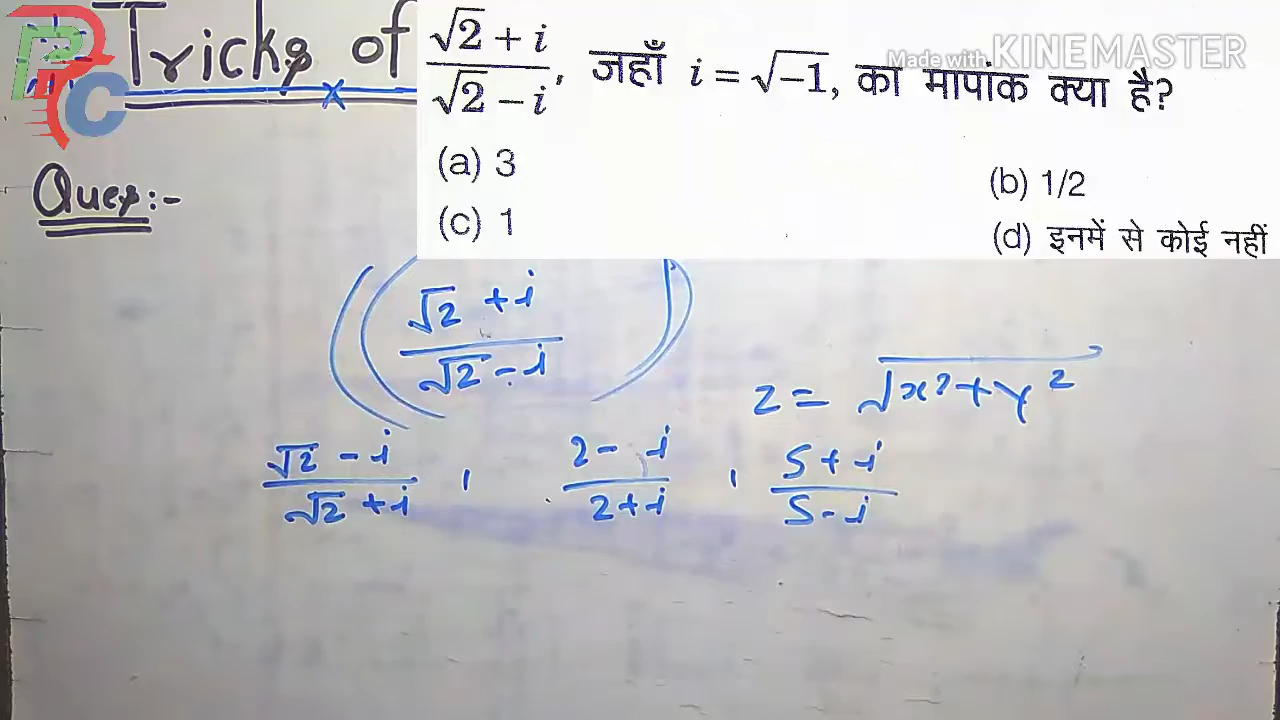 PTC
Tricks of
Made with KINEMASTER
√2 + i / √2 − i, जहाँ i = √−1, का मापांक क्या है?
(a) 3
(b) 1/2
(c) 1
(d) इनमें से कोई नहीं
Ques:-
√2 + i / √2 - i
z = √x² + y²
√2 - i / √2 + i , 2 - i / 2 + i , 5 + i / 5 - i